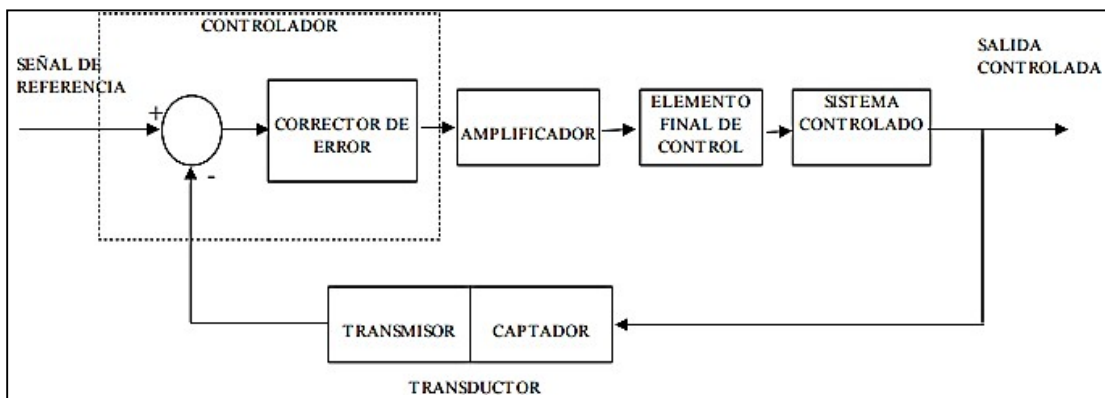 CONTROLADOR
SEÑAL DE
REFERENCIA
+
-
CORRECTOR DE
ERROR
AMPLIFICADOR
ELEMENTO
FINAL DE
CONTROL
SISTEMA
CONTROLADO
SALIDA
CONTROLADA
TRANSMISOR
CAPTADOR
TRANSDUCTOR